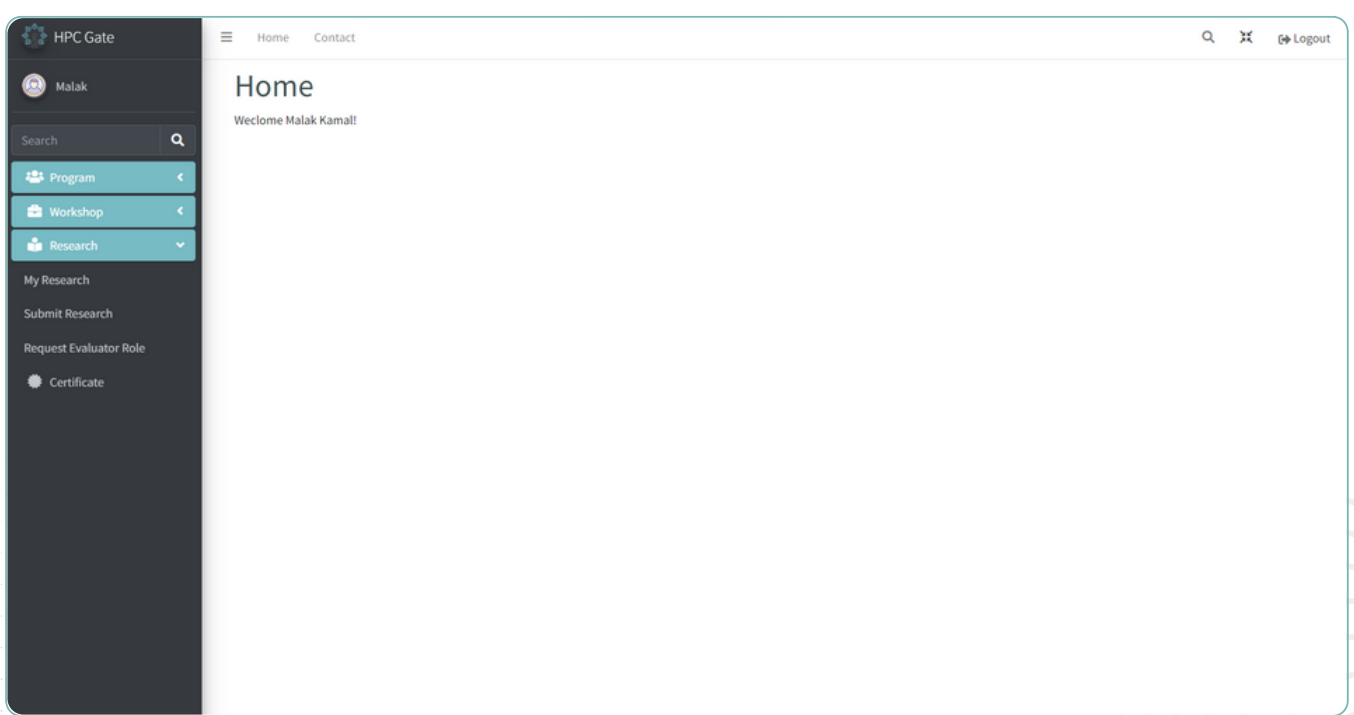 HPC Gate
Malak
Search
Program
Workshop
Research
My Research
Submit Research
Request Evaluator Role
Certificate
Home Contact
Logout
Home
Weclome Malak Kamal!